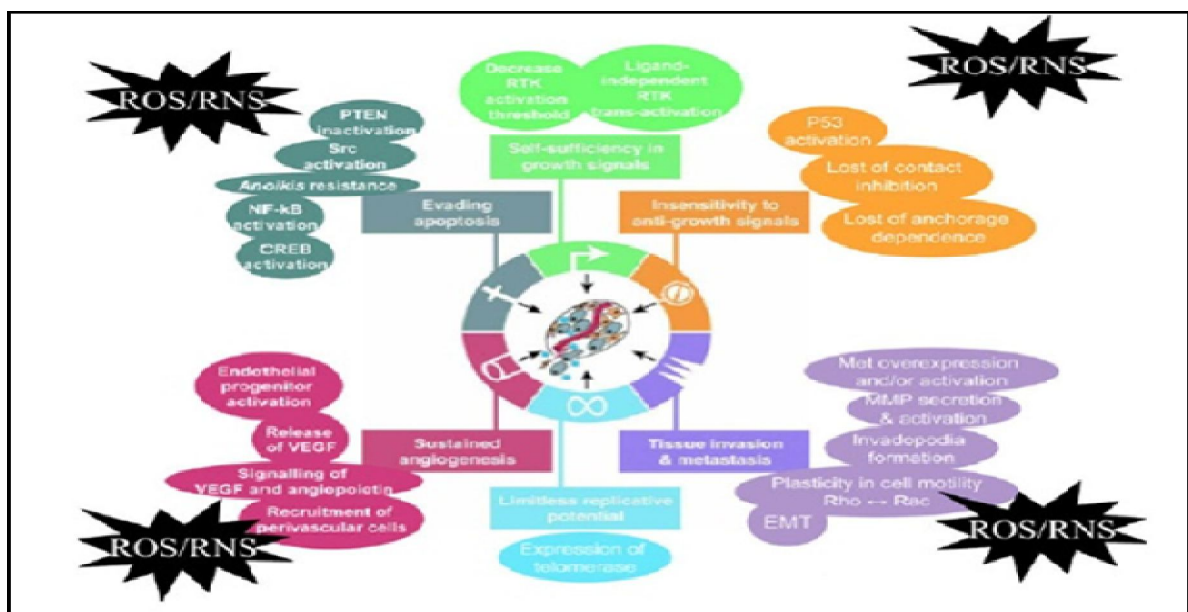 ROS/RNS
ROS/RNS
Decrease
RTK
activation
threshold
Ligand-
independent
RTK
trans-activation
Self-sufficiency in
growth signals
PTEN
inactivation
Src
activation
Anoikis resistance
NF-kB
activation
CREB
activation
Evading
apoptosis
Insensitivity to
anti-growth signals
P53
activation
Lost of contact
inhibition
Lost of anchorage
dependence
Endothelial
progenitor
activation
Release
of VEGF
Signalling of
VEGF and angiopoietin
Recruitment of
perivascular cells
Sustained
angiogenesis
Tissue invasion
& metastasis
Limitless replicative
potential
Expression of
telomerase
Met overexpression
and/or activation
MMP secretion
& activation
Invadopodia
formation
Plasticity in cell motility
Rho ↔ Rac
EMT
ROS/RNS
ROS/RNS